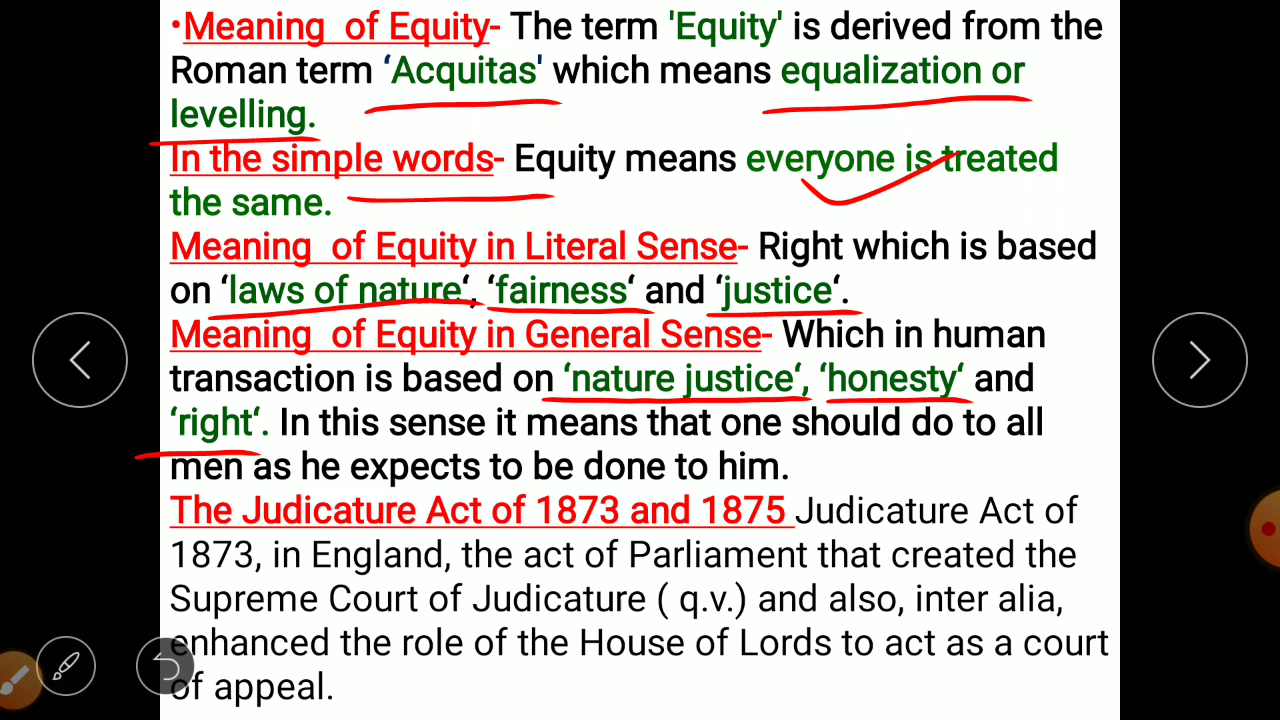 •Meaning  of Equity- The term 'Equity' is derived from the
Roman term ‘Acquitas' which means equalization or
levelling.
In the simple words- Equity means everyone is treated
the same.
Meaning  of Equity in Literal Sense- Right which is based
on ‘laws of nature‘, ‘fairness‘ and ‘justice‘.
Meaning  of Equity in General Sense- Which in human
transaction is based on ‘nature justice‘, ‘honesty‘ and
‘right‘. In this sense it means that one should do to all
men as he expects to be done to him.
The Judicature Act of 1873 and 1875 Judicature Act of
1873, in England, the act of Parliament that created the
Supreme Court of Judicature ( q.v.) and also, inter alia,
enhanced the role of the House of Lords to act as a court
of appeal.